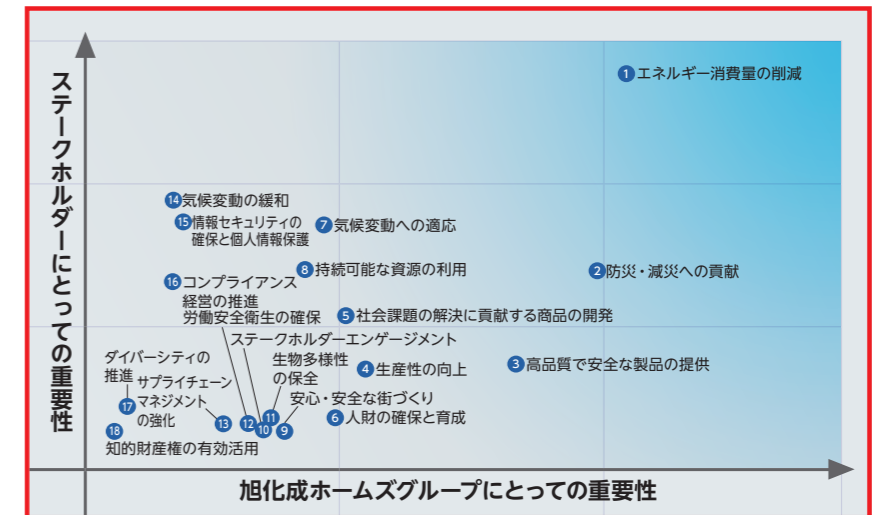 ステークホルダーにとっての重要性
1 エネルギー消費量の削減
14 気候変動の緩和
15 情報セキュリティの
確保と個人情報保護
7 気候変動への適応
8 持続可能な資源の利用
2 防災・減災への貢献
16 コンプライアンス
経営の推進
労働安全衛生の確保
5 社会課題の解決に貢献する商品の開発
ステークホルダーエンゲージメント
ダイバーシティの
推進
生物多様性
の保全
4 生産性の向上
3 高品質で安全な製品の提供
サプライチェーン
マネジメント
の強化
安心・安全な街づくり
17
13
12
10
11
9
6 人財の確保と育成
18
知的財産権の有効活用
旭化成ホームズグループにとっての重要性